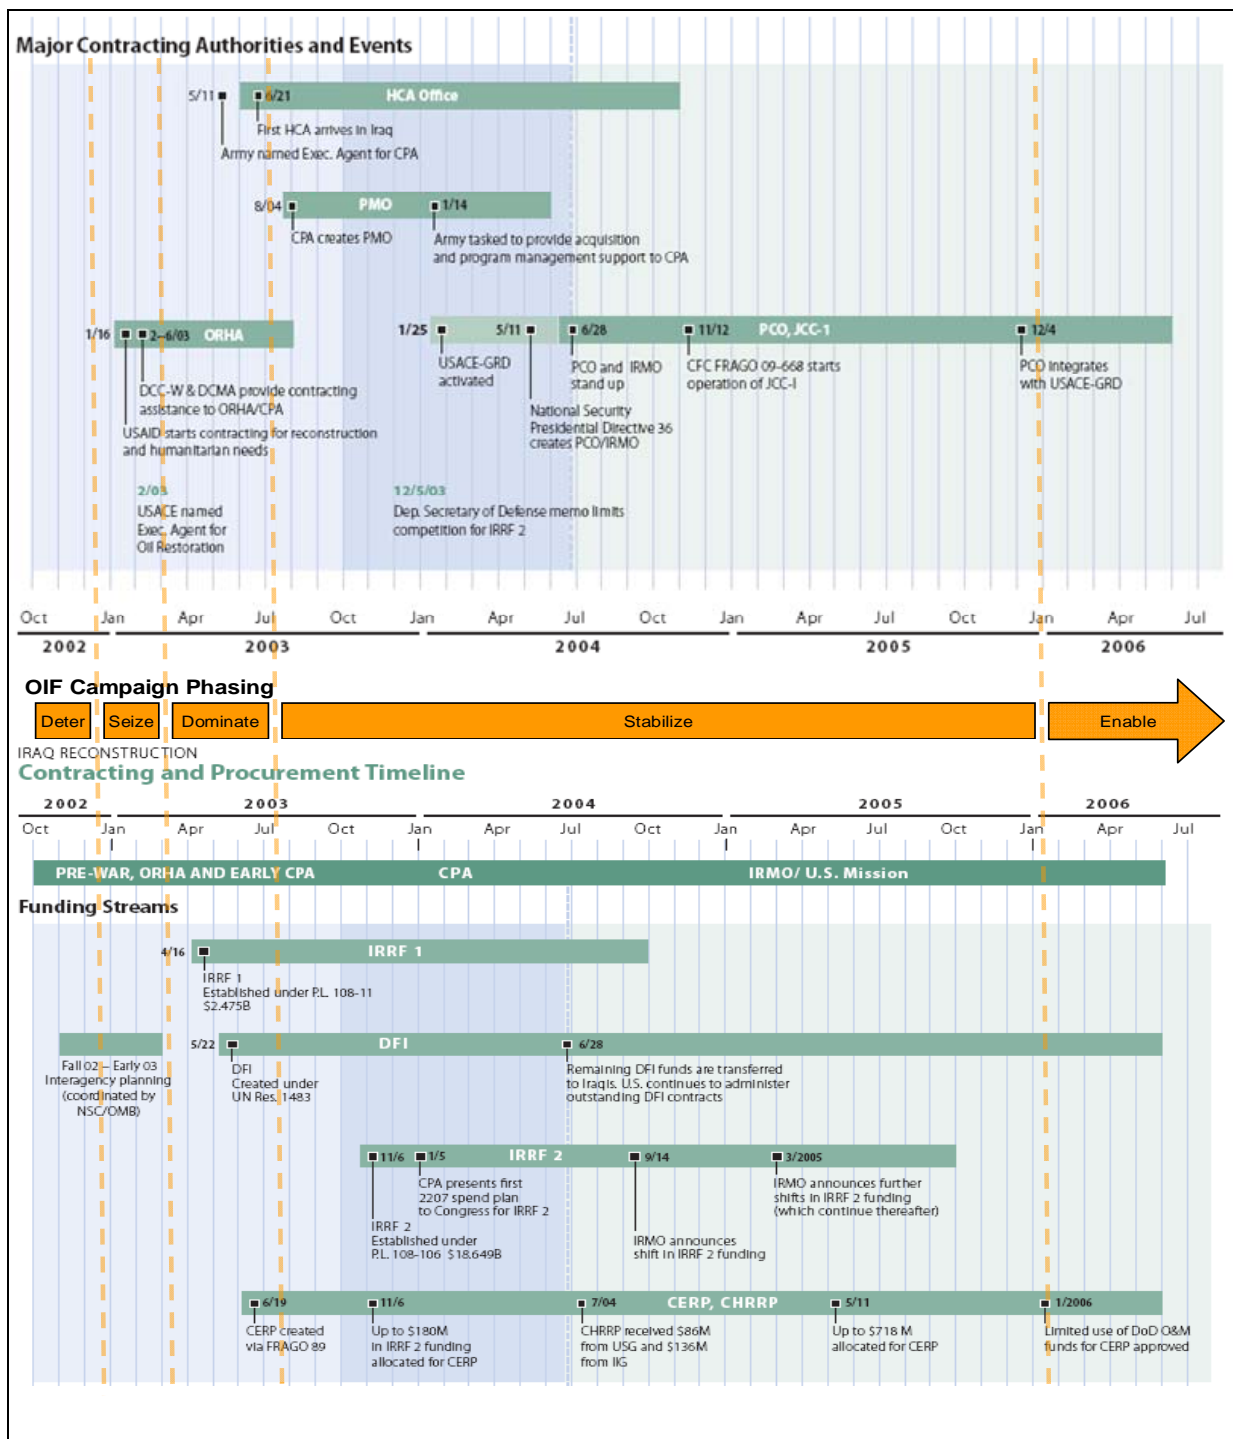 Major Contracting Authorities and Events
5/11
6/21
HCA Office
First HCA arrives in Iraq
Army named Exec. Agent for CPA
8/04
PMO
1/14
CPA creates PMO
Army tasked to provide acquisition
and program management support to CPA
1/16
2–6/03
ORHA
1/25
5/11
6/28
11/12
PCO, JCC-1
12/4
DCC-W & DCMA provide contracting
assistance to ORHA/CPA
USAID starts contracting for reconstruction
and humanitarian needs
USACE-GRD
activated
PCO and IRMO
stand up
National Security
Presidential Directive 36
creates PCO/IRMO
CFC FRAGO 09-668 starts
operation of JCC-I
PCO integrates
with USACE-GRD
2/03
USACE named
Exec. Agent for
Oil Restoration
12/5/03
Dep. Secretary of Defense memo limits
competition for IRRF 2
Oct Jan Apr Jul Oct Jan Apr Jul Oct Jan Apr Jul Oct Jan Apr Jul
2002 2003 2004 2005 2006
OIF Campaign Phasing
Deter Seize Dominate Stabilize Enable
IRAQ RECONSTRUCTION
Contracting and Procurement Timeline
2002 2003 2004 2005 2006
Oct Jan Apr Jul Oct Jan Apr Jul Oct Jan Apr Jul Oct Jan Apr Jul
PRE-WAR, ORHA AND EARLY CPA CPA IRMO/ U.S. Mission
Funding Streams
4/16
IRRF 1
IRRF 1
Established under P.L. 108-11
$2.475B
5/22
DFI
6/28
Fall 02 – Early 03
Interagency planning
(coordinated by
NSC/OMB)
DFI
Created under
UN Res. 1483
Remaining DFI funds are transferred
to Iraqis. U.S. continues to administer
outstanding DFI contracts
11/6
1/5
IRRF 2
9/14
3/2005
CPA presents first
2207 spend plan
to Congress for IRRF 2
IRRF 2
Established under
P.L. 108-106 $18.649B
IRMO announces
shift in IRRF 2 funding
IRMO announces further
shifts in IRRF 2 funding
(which continue thereafter)
6/19
11/6
7/04
CERP, CHRRP
5/11
1/2006
CERP created
via FRAGO 89
Up to $180M
in IRRF 2 funding
allocated for CERP
CHRRP received $86M
from USG and $136M
from IIG
Up to $718 M
allocated for CERP
Limited use of DoD O&M
funds for CERP approved